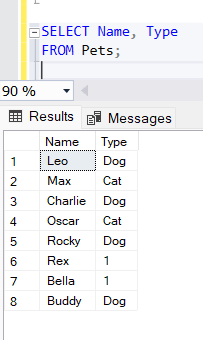 SELECT Name, Type
FROM Pets;
90 %
Results Messages
Name Type
1 Leo Dog
2 Max Cat
3 Charlie Dog
4 Oscar Cat
5 Rocky Dog
6 Rex 1
7 Bella 1
8 Buddy Dog